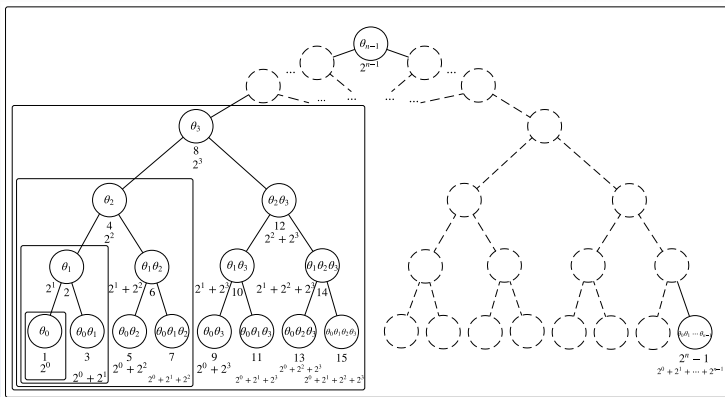 θₙ₋₁
2ⁿ⁻¹
... ...
... ... ... ...
θ₃
8
2³
θ₂ θ₂θ₃
4 12
2² 2² + 2³
θ₁ θ₁θ₂ θ₁θ₃ θ₁θ₂θ₃
2¹ 2 2¹ + 2² 6 2¹ + 2³ 10 2¹ + 2² + 2³ 14
θ₀ θ₀θ₁ θ₀θ₂ θ₀θ₁θ₂ θ₀θ₃ θ₀θ₁θ₃ θ₀θ₂θ₃ θ₀θ₁θ₂θ₃ θ₀θ₁ ⋯ θₙ₋₁
1 3 5 7 9 11 13 15 2ⁿ − 1
2⁰ 2⁰ + 2¹ 2⁰ + 2² 2⁰ + 2¹ + 2² 2⁰ + 2³ 2⁰ + 2¹ + 2³ 2⁰ + 2² + 2³ 2⁰ + 2¹ + 2² + 2³ 2⁰ + 2¹ + ⋯ + 2ⁿ⁻¹